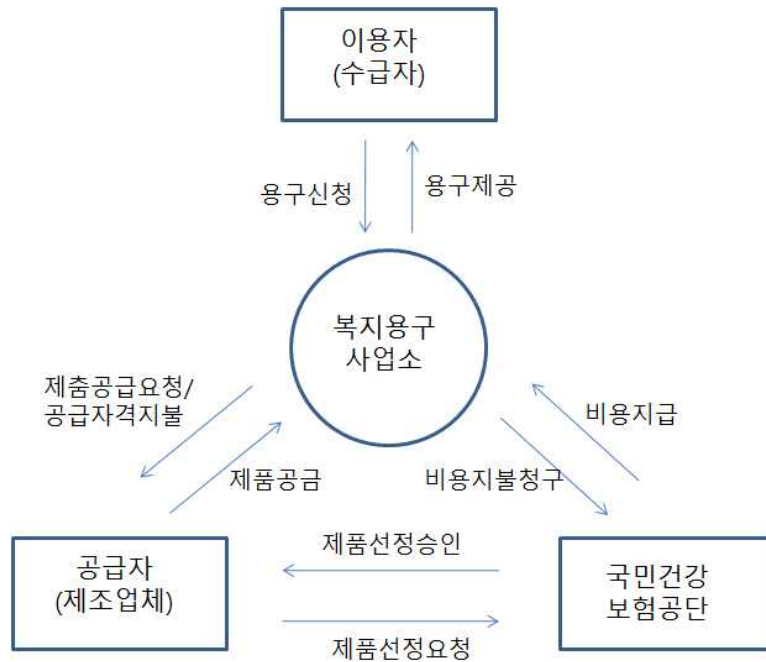 이용자
(수급자)
용구신청
용구제공
복지용구
사업소
제춤공급요청/
공급자격지불
비용지급
제품공금
비용지불청구
공급자
(제조업체)
제품선정승인
국민건강
보험공단
제품선정요청